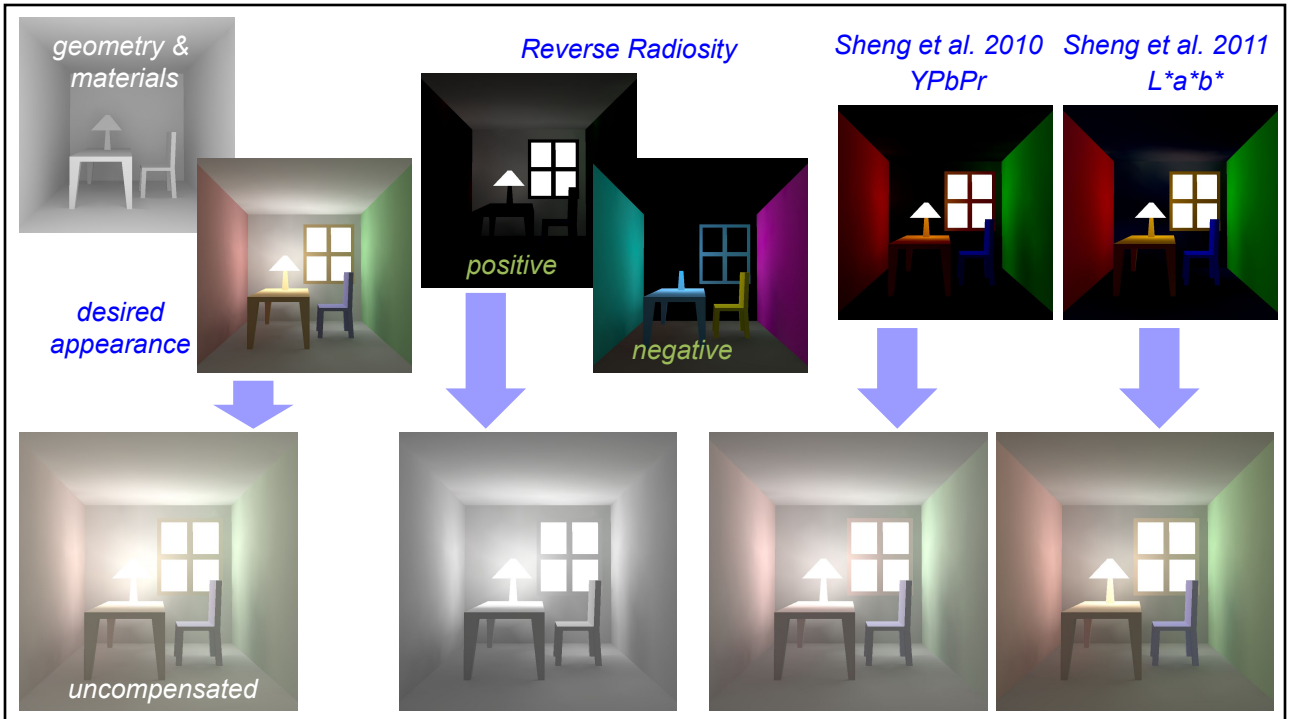 geometry &
materials
desired
appearance
uncompensated
Reverse Radiosity
positive
negative
Sheng et al. 2010
YPbPr
Sheng et al. 2011
L*a*b*